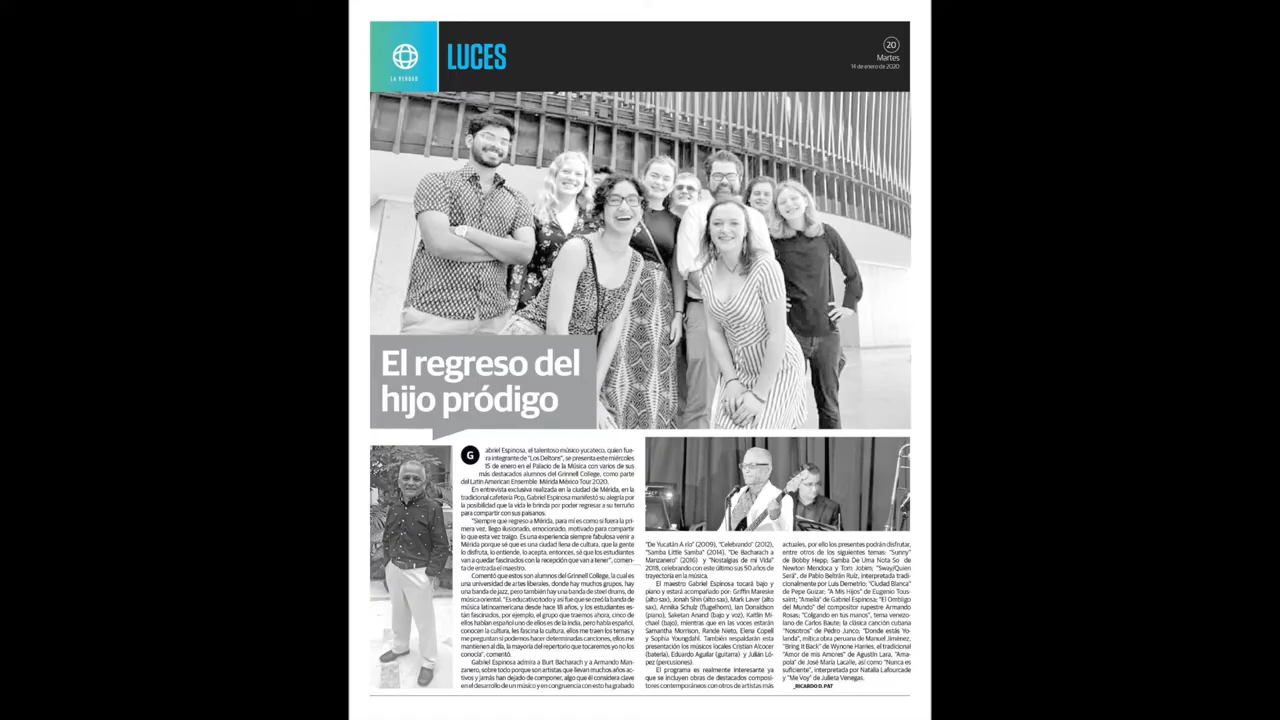 LA VERDAD
LUCES
20
Martes
14 de enero de 2020
El regreso del
hijo pródigo
Gabriel Espinosa, el talentoso músico yucateco, quien fue-
ra integrante de "Los Deltons", se presenta este miércoles
15 de enero en el Palacio de la Música con varios de sus
más destacados alumnos del Grinnell College, como parte
del Latin American Ensemble Mérida México Tour 2020.
En entrevista exclusiva realizada en la ciudad de Mérida, en la
tradicional cafetería Pop, Gabriel Espinosa manifestó su alegría por
la posibilidad que la vida le brinda por poder regresar a su terruño
para compartir con sus paisanos.
"Siempre que regreso a Mérida, para mí es como si fuera la pri-
mera vez, llego ilusionado, emocionado, motivado para compartir
lo que esta vez traigo. Es una experiencia siempre fabulosa venir a
Mérida porque sé que es una ciudad llena de cultura, que la gente
lo disfruta, lo entiende, lo acepta, entonces, sé que los estudiantes
van a quedar fascinados con la recepción que van a tener", comen-
ta de entrada el maestro.
Comentó que estos son alumnos del Grinnell College, la cual es
una universidad de artes liberales, donde hay muchos grupos, hay
una banda de jazz, pero también hay una banda de steel drums, de
música oriental. "Es educativo todo y así fue que se creó la banda de
música latinoamericana desde hace 18 años, y los estudiantes es-
tán fascinados, por ejemplo, el grupo que traemos ahora, cinco de
ellos hablan español uno de ellos es de la India, pero habla español,
conocen la cultura, les fascina la cultura, ellos me traen los temas y
me preguntan si podemos hacer determinadas canciones, ellos me
mantienen al día, la mayoría del repertorio que tocaremos yo no los
conocía", comentó.
Gabriel Espinosa admira a Burt Bacharach y a Armando Man-
zanero, sobre todo porque son artistas que llevan muchos años ac-
tivos y jamás han dejado de componer, algo que él considera clave
en el desarrollo de un músico y en congruencia con esto ha grabado
"De Yucatán A río" (2009), "Celebrando" (2012),
"Samba Little Samba" (2014), "De Bacharach a
Manzanero" (2016) y "Nostalgias de mi Vida"
2018, celebrando con este último sus 50 años de
trayectoria en la música.
El maestro Gabriel Espinosa tocará bajo y
piano y estará acompañado por: Griffin Mareske
(alto sax), Jonah Shin (alto sax), Mark Laver (alto
sax), Annika Schulz (flugelhorn), Ian Donaldson
(piano), Saketan Anand (bajo y voz), Kaitlin Mi-
chael (bajo), mientras que en las voces estarán
Samantha Morrison, Rande Nieto, Elena Copell
y Sophia Youngdahl. También respaldarán esta
presentación los músicos locales Cristian Alcocer
(batería), Eduardo Aguilar (guitarra) y Julián Ló-
pez (percusiones).
El programa es realmente interesante ya
que se incluyen obras de destacados composi-
tores contemporáneos con otros de artistas más
actuales, por ello los presentes podrán disfrutar,
entre otros de los siguientes temas: "Sunny"
de Bobby Hepp; Samba De Uma Nota So de
Newton Mendoca y Tom Jobim; "Sway/Quien
Será", de Pablo Beltrán Ruiz, interpretada tradi-
cionalmente por Luis Demetrio; "Ciudad Blanca"
de Pepe Guízar; "A Mis Hijos" de Eugenio Tous-
saint; "Amelia" de Gabriel Espinosa; "El Ombligo
del Mundo" del compositor rupestre Armando
Rosas; "Colgando en tus manos", tema venezo-
lano de Carlos Baute; la clásica canción cubana
"Nosotros" de Pedro Junco, "Donde estás Yo-
landa", mítica obra peruana de Manuel Jiménez,
"Bring It Back" de Wynone Harries, el tradicional
"Amor de mis Amores" de Agustín Lara, "Ama-
pola" de José María Lacalle, así como "Nunca es
suficiente", interpretada por Natalia Lafourcade
y "Me Voy" de Julieta Venegas.
_RICARDO D. PAT